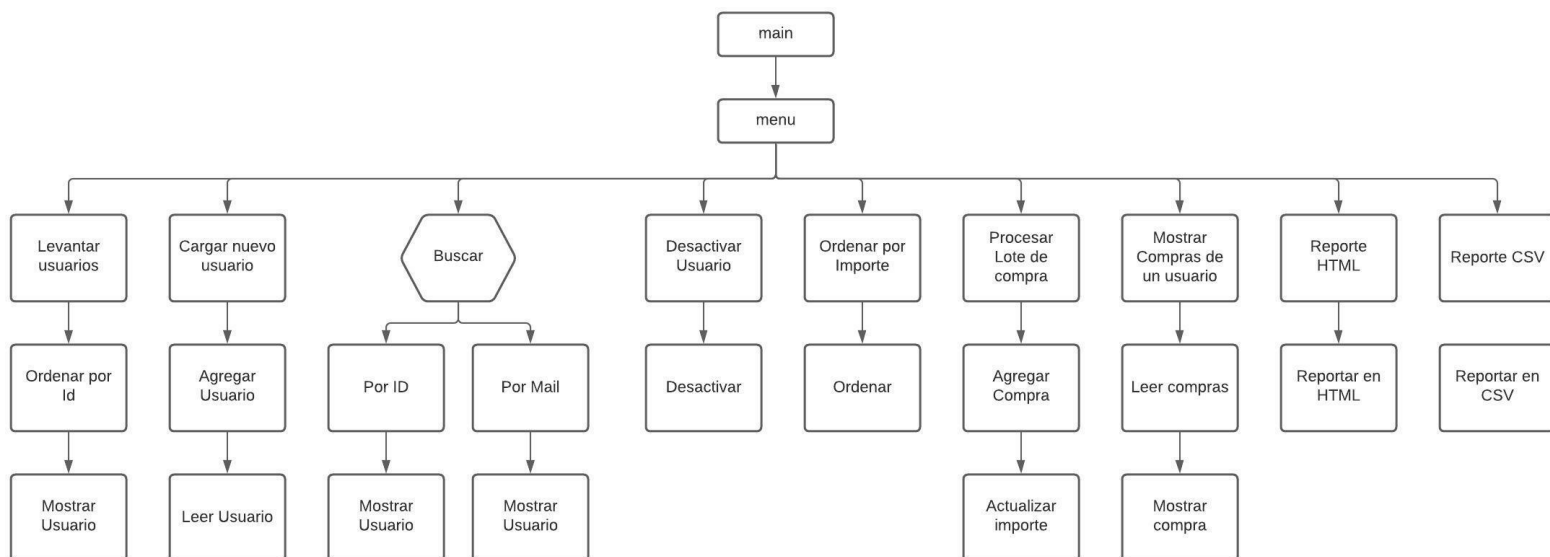 main
menu
Levantar
usuarios
Cargar nuevo
usuario
Buscar
Desactivar
Usuario
Ordenar por
Importe
Procesar
Lote de
compra
Mostrar
Compras de
un usuario
Reporte
HTML
Reporte CSV
Ordenar por
Id
Agregar
Usuario
Por ID
Por Mail
Desactivar
Ordenar
Agregar
Compra
Leer compras
Reportar en
HTML
Reportar en
CSV
Mostrar
Usuario
Leer Usuario
Mostrar
Usuario
Mostrar
Usuario
Actualizar
importe
Mostrar
compra